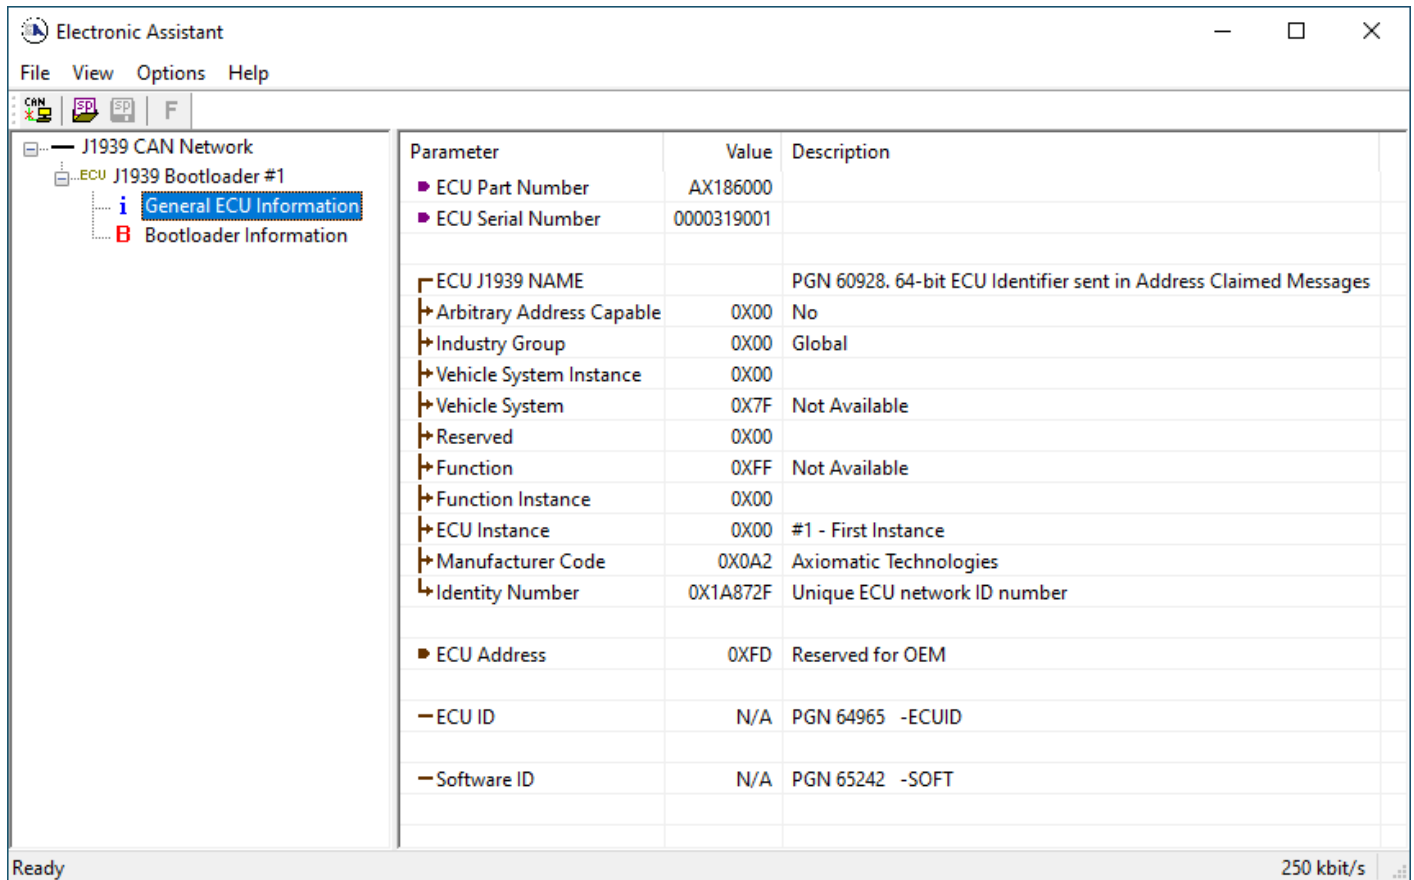 Electronic Assistant
File View Options Help
CAN SP SP F
J1939 CAN Network
ECU J1939 Bootloader #1
i General ECU Information
B Bootloader Information
Parameter Value Description
ECU Part Number AX186000
ECU Serial Number 0000319001
ECU J1939 NAME PGN 60928. 64-bit ECU Identifier sent in Address Claimed Messages
Arbitrary Address Capable 0X00 No
Industry Group 0X00 Global
Vehicle System Instance 0X00
Vehicle System 0X7F Not Available
Reserved 0X00
Function 0XFF Not Available
Function Instance 0X00
ECU Instance 0X00 #1 - First Instance
Manufacturer Code 0X0A2 Axiomatic Technologies
Identity Number 0X1A872F Unique ECU network ID number
ECU Address 0XFD Reserved for OEM
ECU ID N/A PGN 64965 -ECUID
Software ID N/A PGN 65242 -SOFT
Ready 250 kbit/s